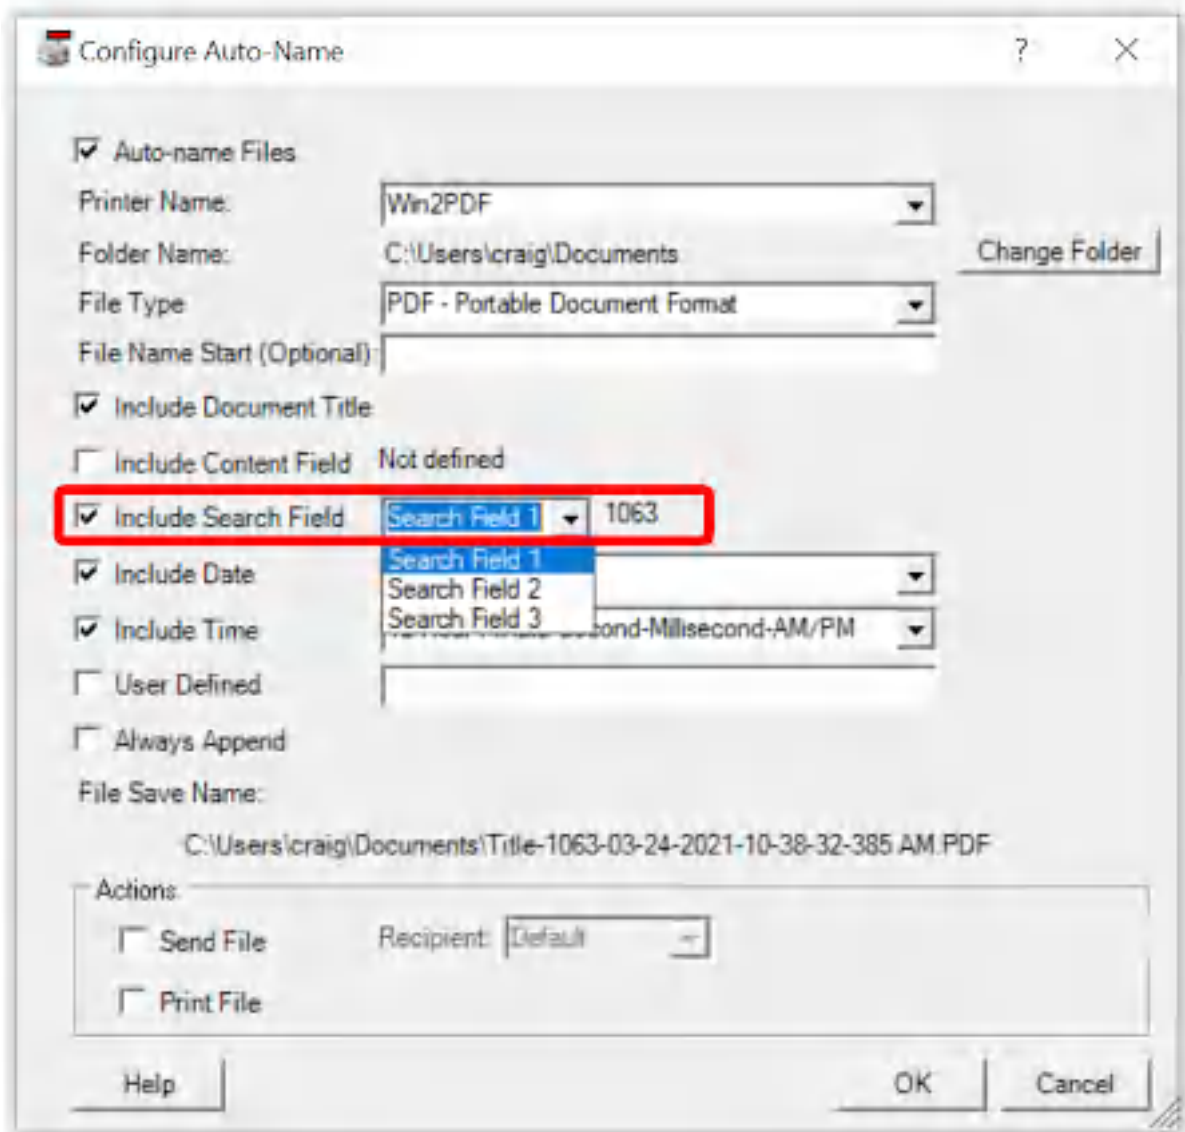 Configure Auto-Name ?
Auto-name Files
Printer Name: Win2PDF
Folder Name: C:\Users\craig\Documents Change Folder
File Type PDF - Portable Document Format
File Name Start (Optional)
Include Document Title
Include Content Field Not defined
Include Search Field Search Field 1 1063
Search Field 1
Include Date
Search Field 2
Search Field 3
Include Time Second-Millisecond-AM/PM
User Defined
Always Append
File Save Name:
C:\Users\craig\Documents\Title-1063-03-24-2021-10-38-32-385 AM.PDF
Actions
Send File Recipient: Default
Print File
Help OK Cancel